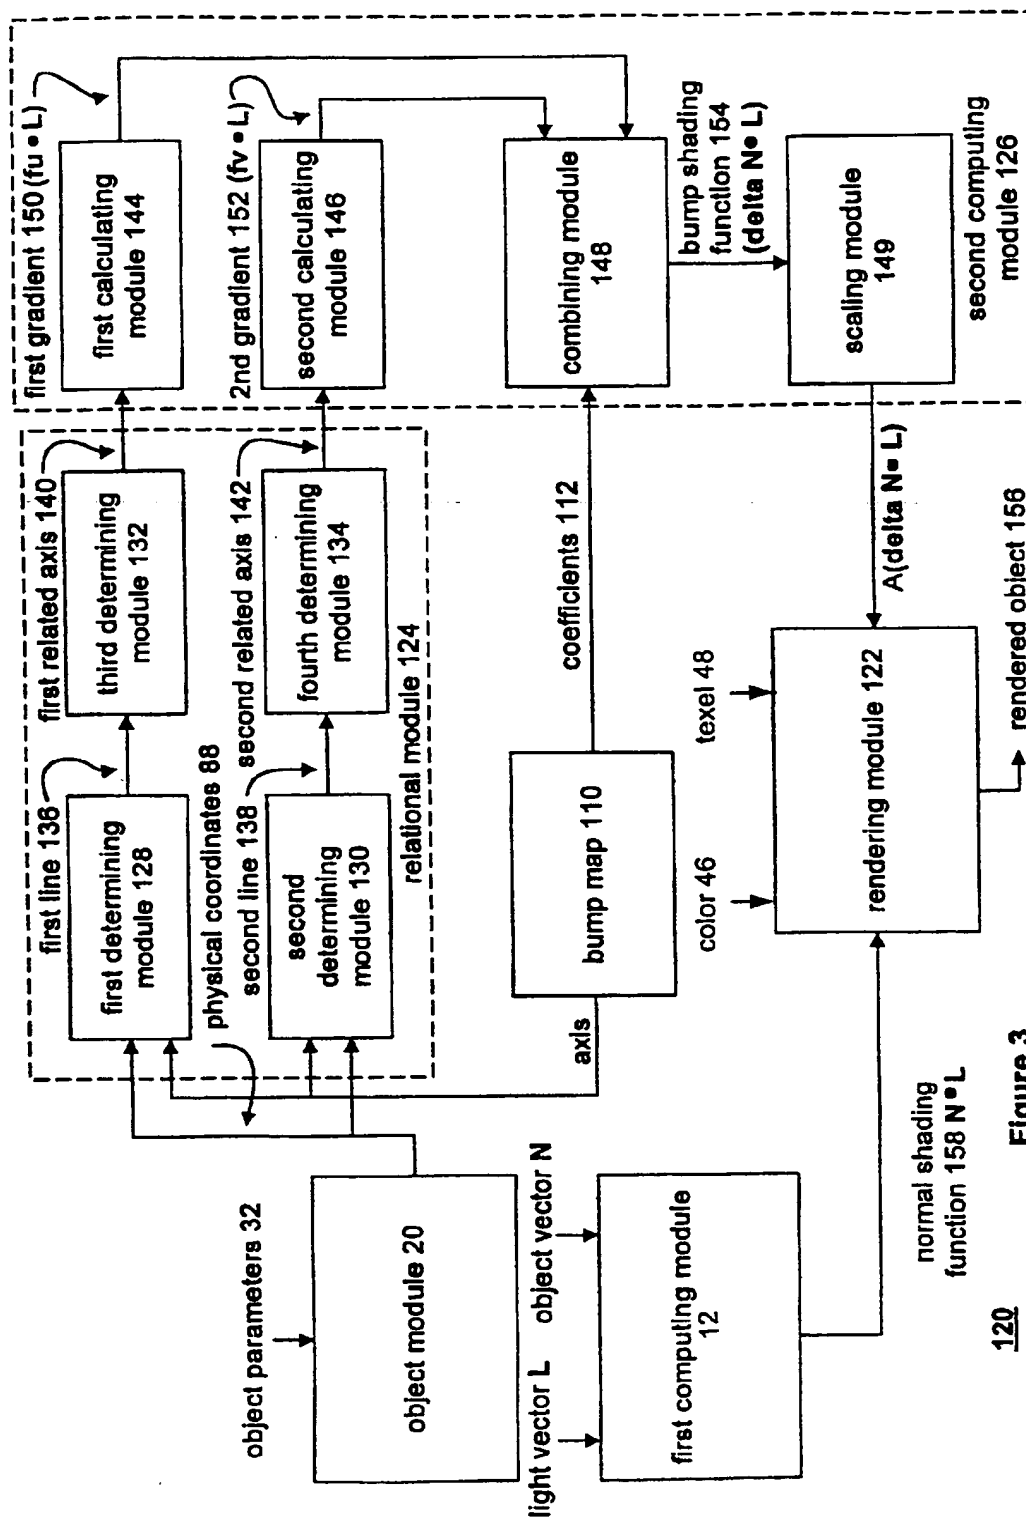 first gradient 150 (fu • L)
first calculating
module 144
2nd gradient 152 (fv • L)
second calculating
module 146
combining module
148
bump shading
function 154
(delta N• L)
scaling module
149
second computing
module 126
first related axis 140
third determining
module 132
second related axis 142
fourth determining
module 134
relational module 124
first line 136
first determining
module 128
physical coordinates 88
second line 138
second
determining
module 130
coefficients 112
bump map 110
axis
A(delta N• L)
texel 48
color 46
rendering module 122
rendered object 156
object parameters 32
object module 20
light vector L
object vector N
first computing module
12
normal shading
function 158 N•L
120
Figure 3